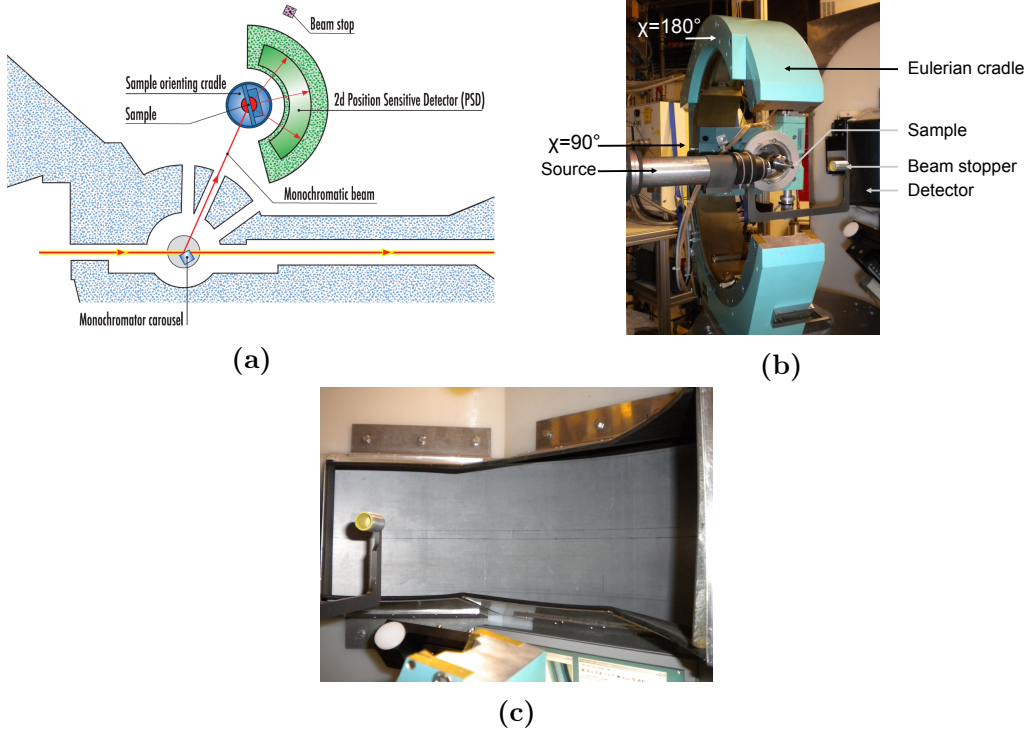 Beam stop
Sample orienting cradle
Sample
2d Position Sensitive Detector (PSD)
Monochromatic beam
Monochromator carousel
(a)
χ=180°
Eulerian cradle
Sample
χ=90°
Source
Beam stopper
Detector
(b)
(c)